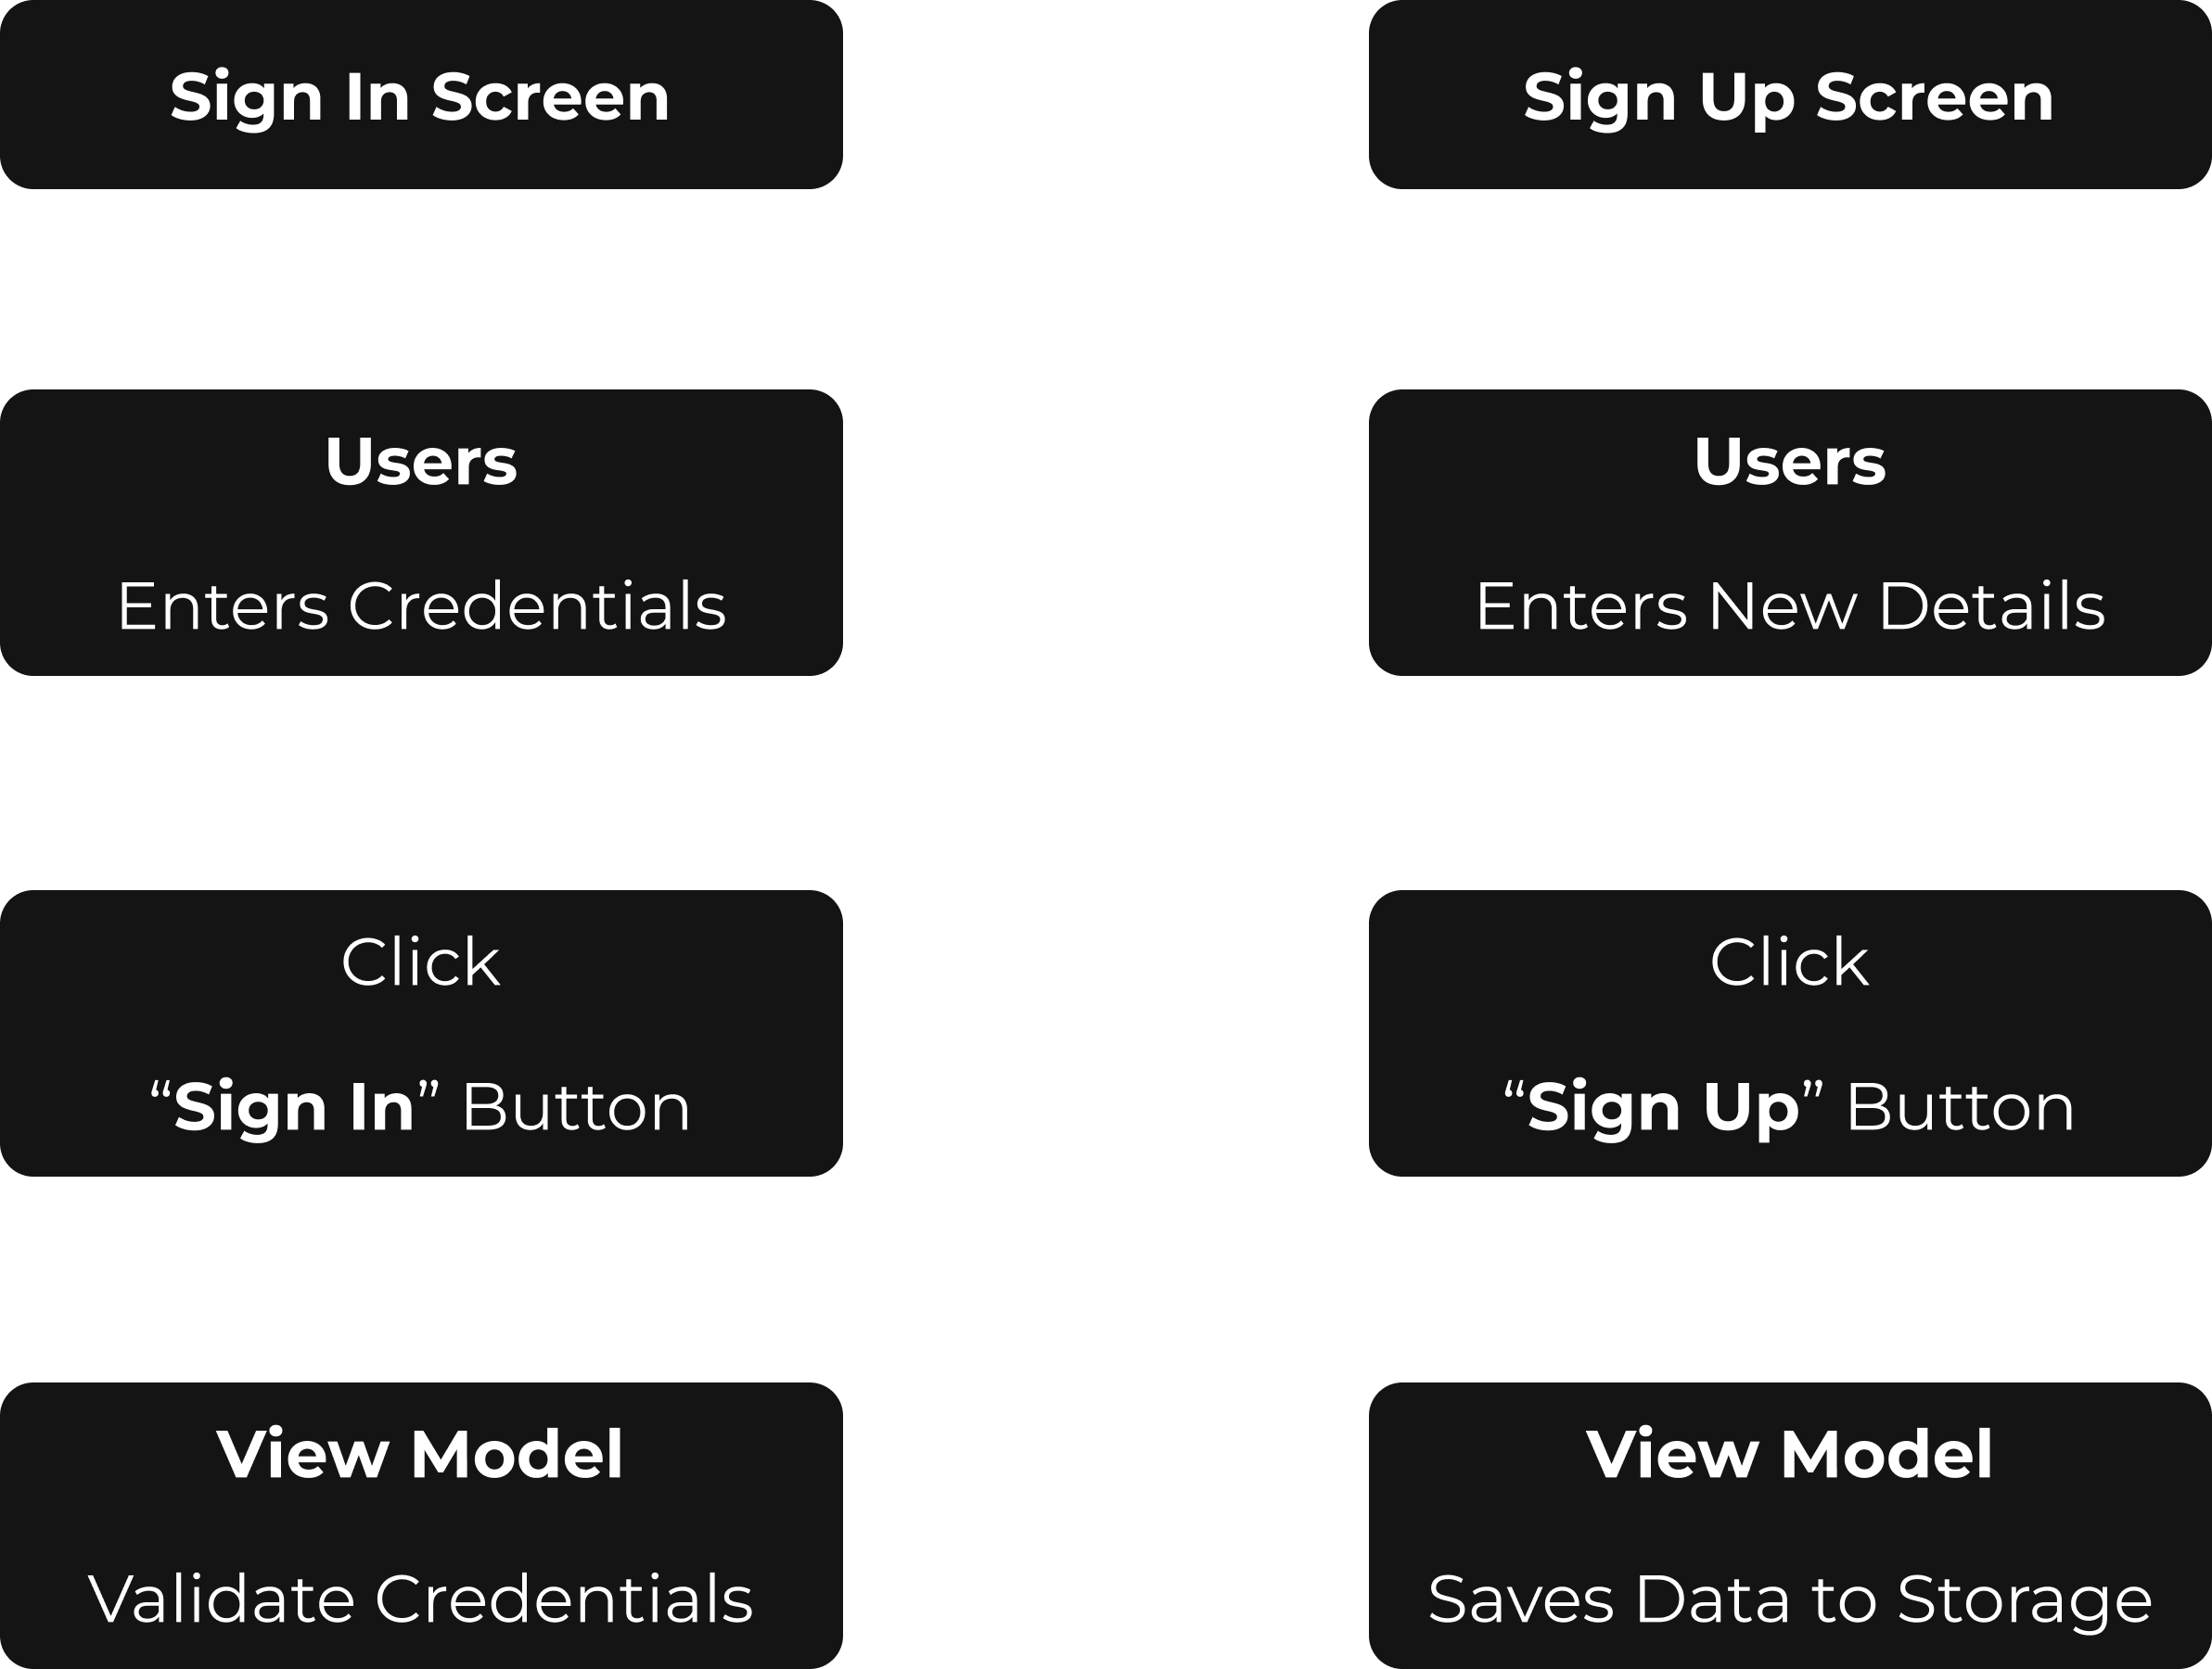 Sign In Screen
Sign Up Screen
Users
Enters Credentials
Users
Enters New Details
Click
“Sign In” Button
Click
“Sign Up” Button
View Model
Validate Credentials
View Model
Saves Data to Storage